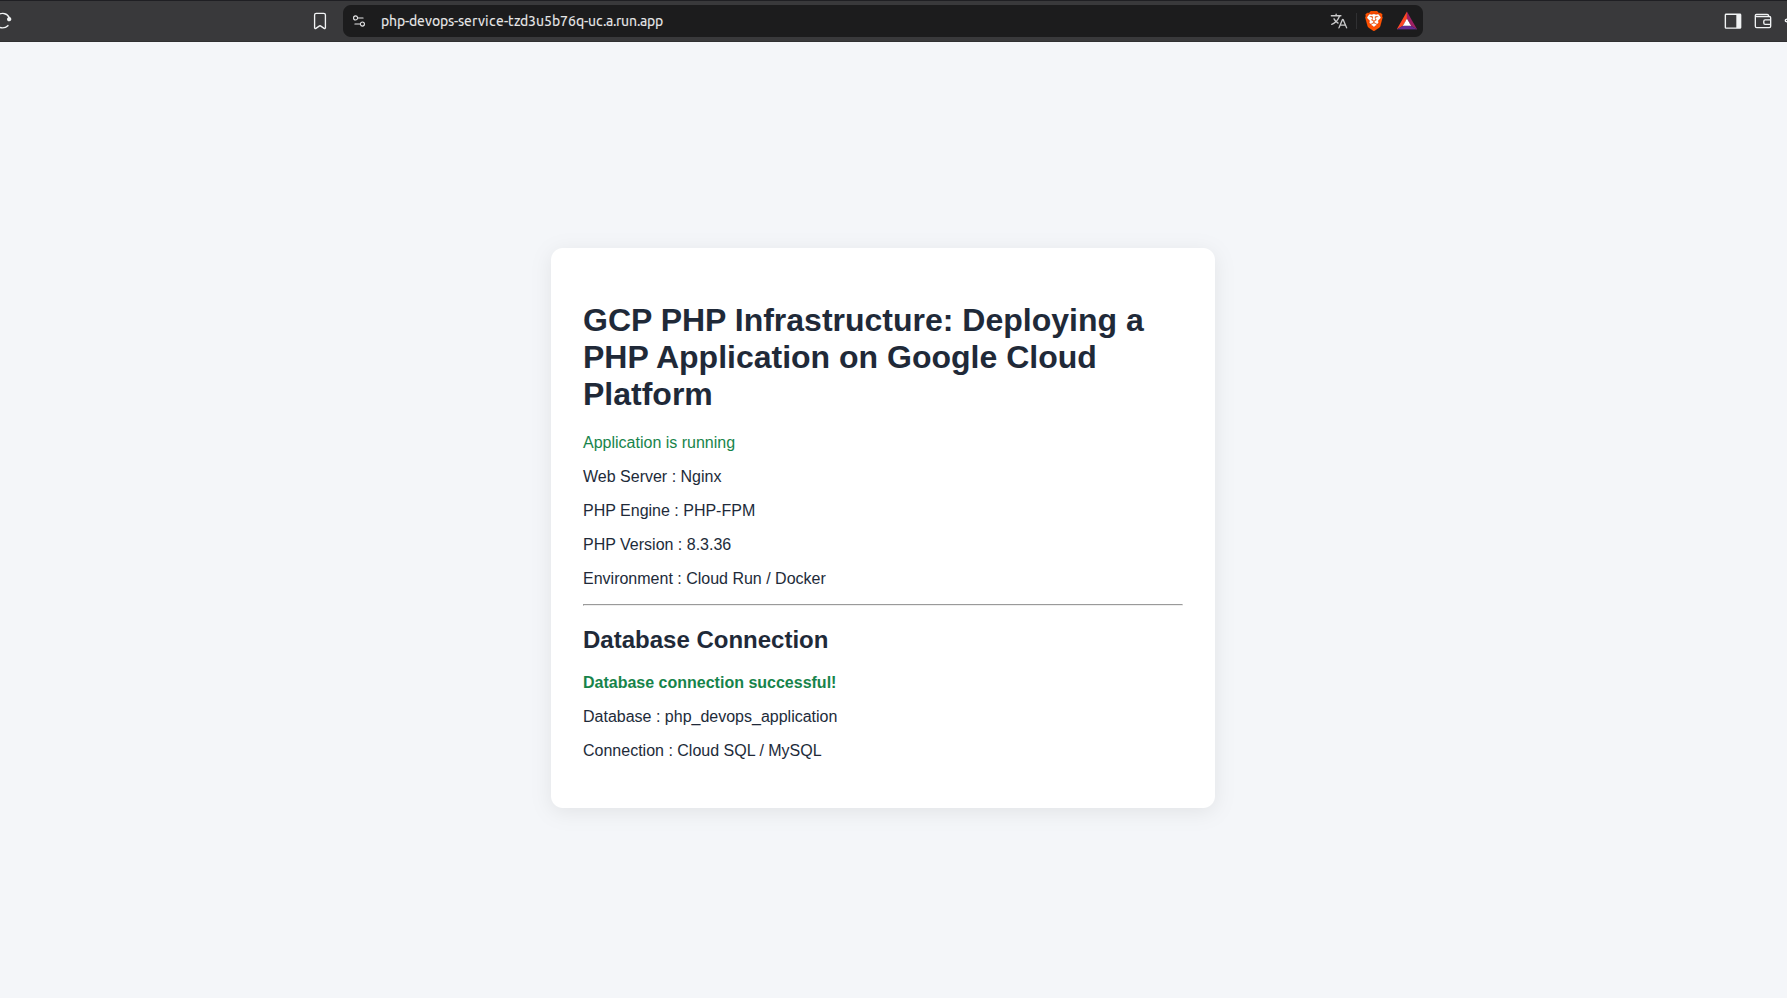 php-devops-service-tzd3u5b76q-uc.a.run.app
GCP PHP Infrastructure: Deploying a
PHP Application on Google Cloud
Platform
Application is running
Web Server : Nginx
PHP Engine : PHP-FPM
PHP Version : 8.3.36
Environment : Cloud Run / Docker
Database Connection
Database connection successful!
Database : php_devops_application
Connection : Cloud SQL / MySQL